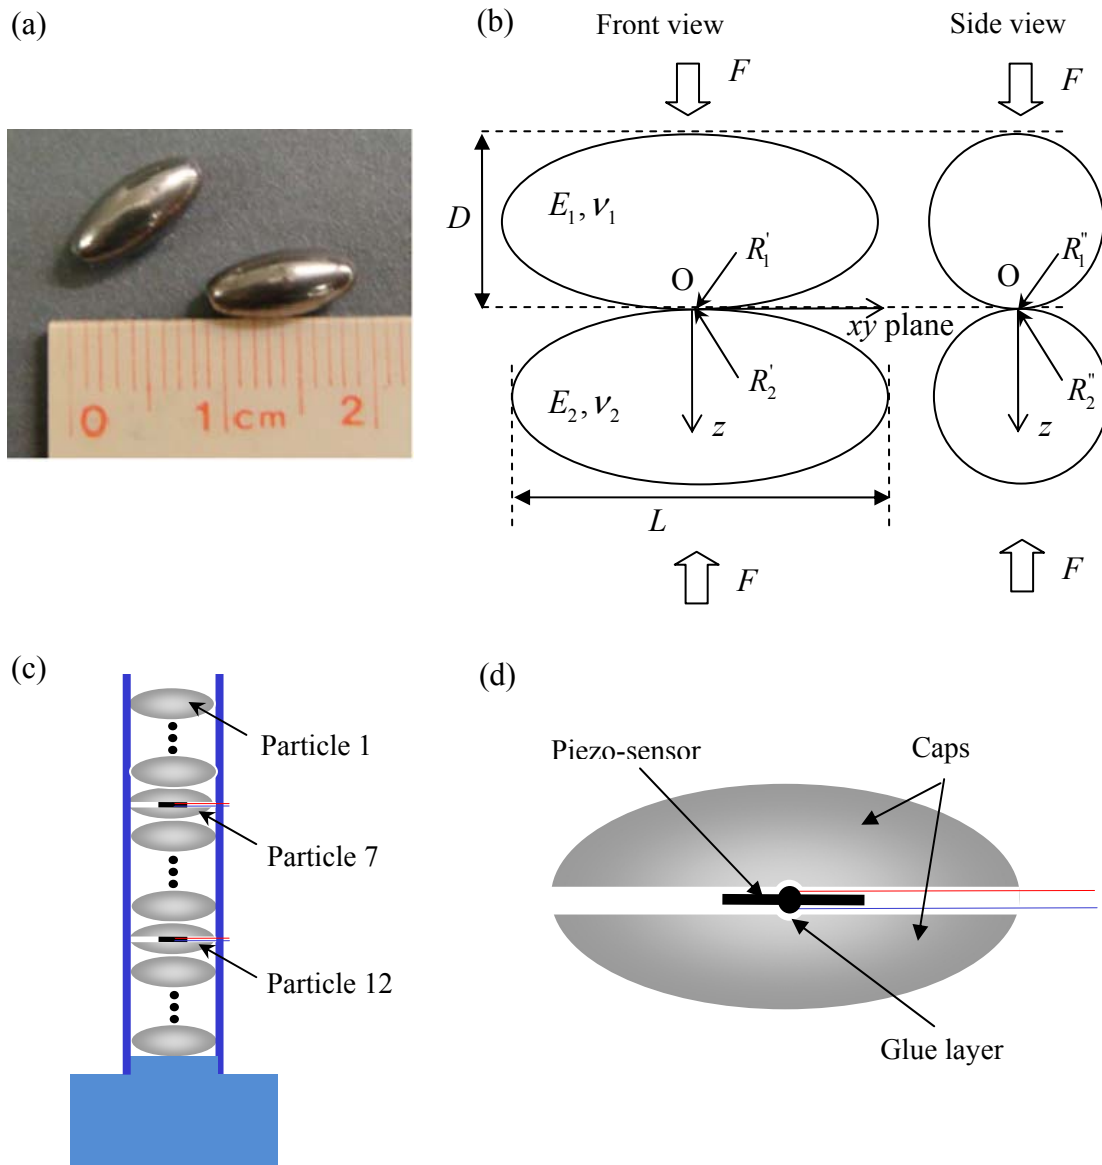 (a)
0 1 cm 2
(b)
Front view
Side view
F
F
D
E₁, ν₁
R₁'
R₁''
O
O
xy plane
R₂'
R₂''
E₂, ν₂
z
z
L
F
F
(c)
Particle 1
Particle 7
Particle 12
(d)
Piezo-sensor
Caps
Glue layer